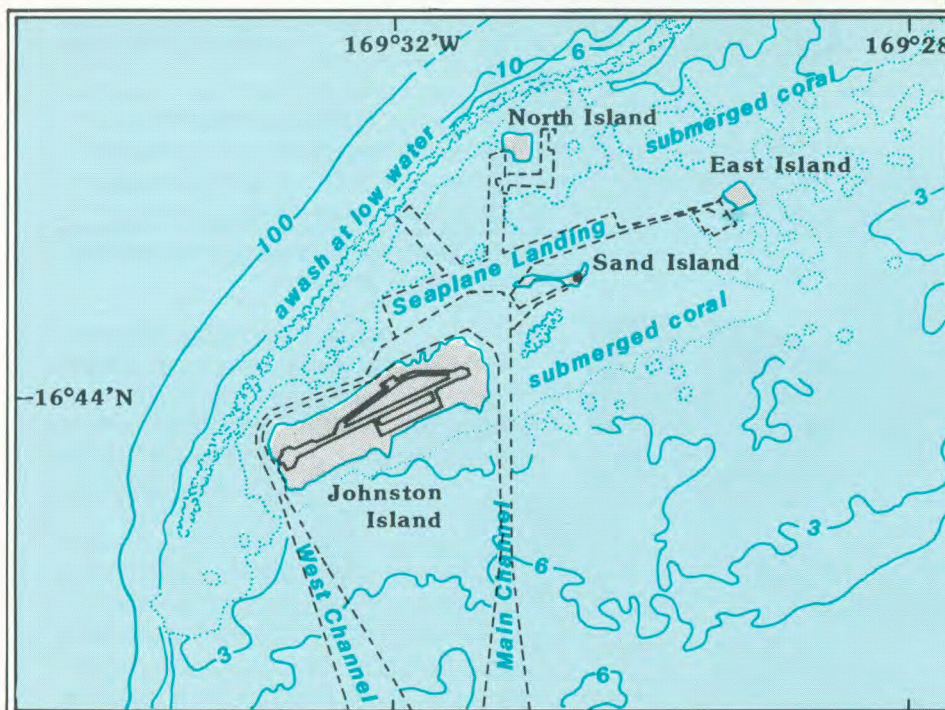 169°32'W
169°28
10
6
North Island
submerged coral
East Island
awash at low water
100
3
Seaplane Landing
Sand Island
submerged coral
16°44'N
Johnston
Island
3
Main Channel
West Channel
6
3
6